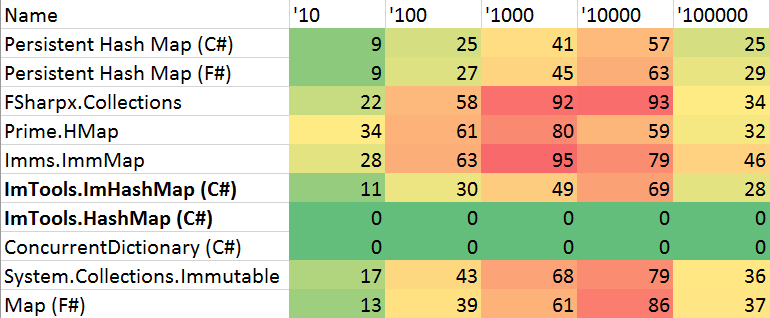 Name '10 '100 '1000 '10000 '100000
Persistent Hash Map (C#) 9 25 41 57 25
Persistent Hash Map (F#) 9 27 45 63 29
FSharpx.Collections 22 58 92 93 34
Prime.HMap 34 61 80 59 32
Imms.ImmMap 28 63 95 79 46
ImTools.ImHashMap (C#) 11 30 49 69 28
ImTools.HashMap (C#) 0 0 0 0 0
ConcurrentDictionary (C#) 0 0 0 0 0
System.Collections.Immutable 17 43 68 79 36
Map (F#) 13 39 61 86 37